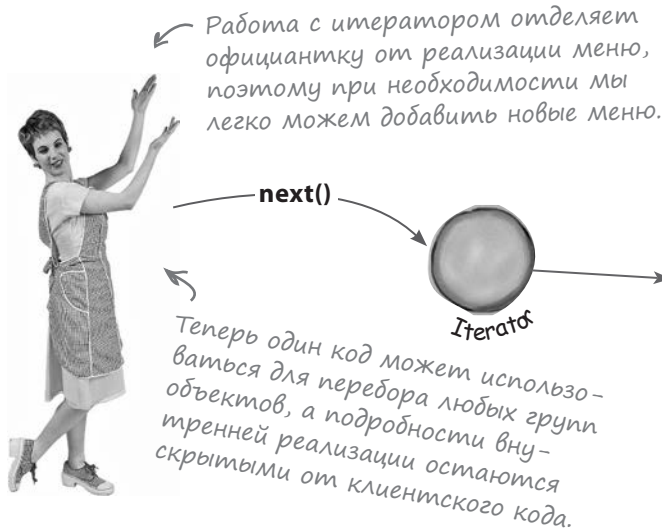 Работа с итератором отделяет
официантку от реализации меню,
поэтому при необходимости мы
легко можем добавить новые меню.
next()
Iterator
Теперь один код может использо-
ваться для перебора любых групп
объектов, а подробности вну-
тренней реализации остаются
скрытыми от клиентского кода.